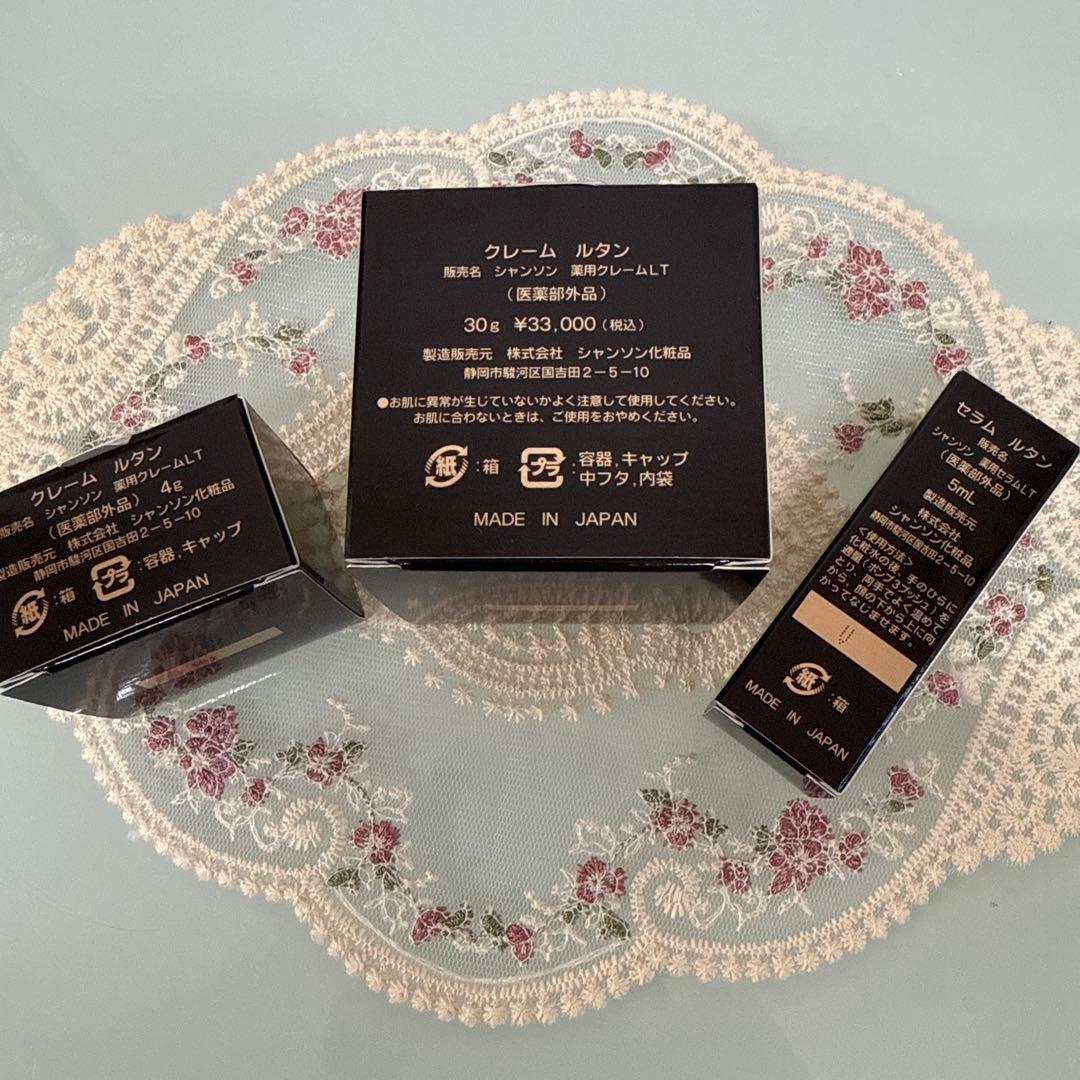 クレーム ルタン
販売名 シャンソン 薬用クレームLT
(医薬部外品)
30g ¥33,000(税込)
製造販売元 株式会社 シャンソン化粧品
静岡市駿河区国吉田2-5-10
●お肌に異常が生じていないかよく注意して使用してください。
お肌に合わないときは、ご使用をおやめください。
紙:箱 プラ:容器,キャップ
中フタ,内袋
MADE IN JAPAN
クレーム ルタン
販売名 シャンソン 薬用クレームLT
(医薬部外品) 4g
製造販売元 株式会社 シャンソン化粧品
静岡市駿河区国吉田2-5-10
紙:箱 プラ:容器,キャップ
MADE IN JAPAN
セラム ルタン
販売名
シャンソン 薬用セラムLT
(医薬部外品)
5mL
製造販売元
株式会社
シャンソン化粧品
静岡市駿河区国吉田2-5-10
<使用方法>
化粧水の後、手のひらに
適量(ポンプ3プッシュ)を
とり、両手でよく温めて
から、顔の下から上に向
かってなじませます。
紙:箱
MADE IN JAPAN